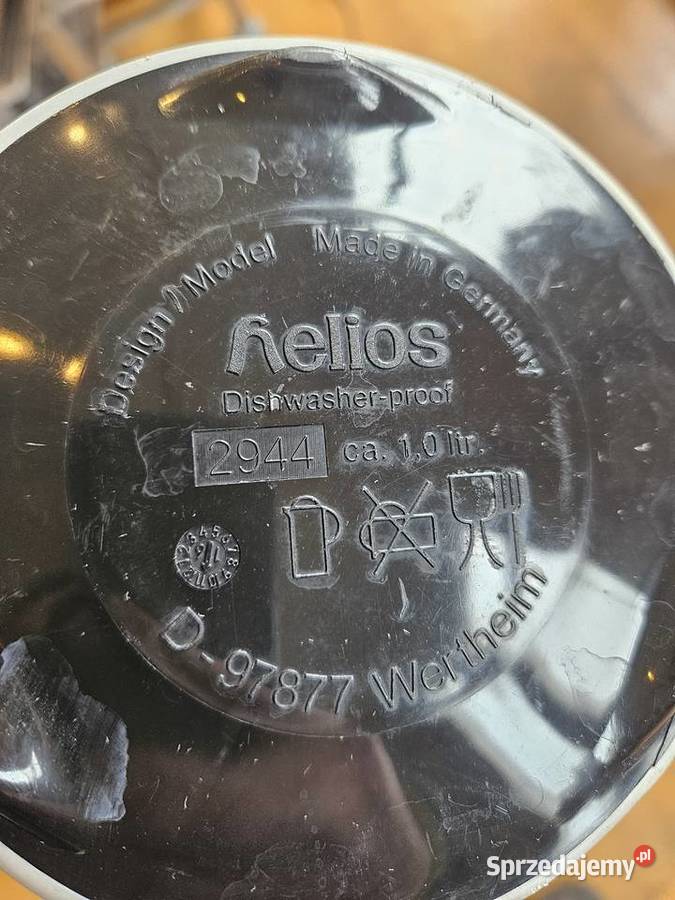 Design / Model Made in Germany
helios
Dishwasher-proof
2944 ca. 1,0 ltr.
D-97877 Wertheim
Sprzedajemy.pl